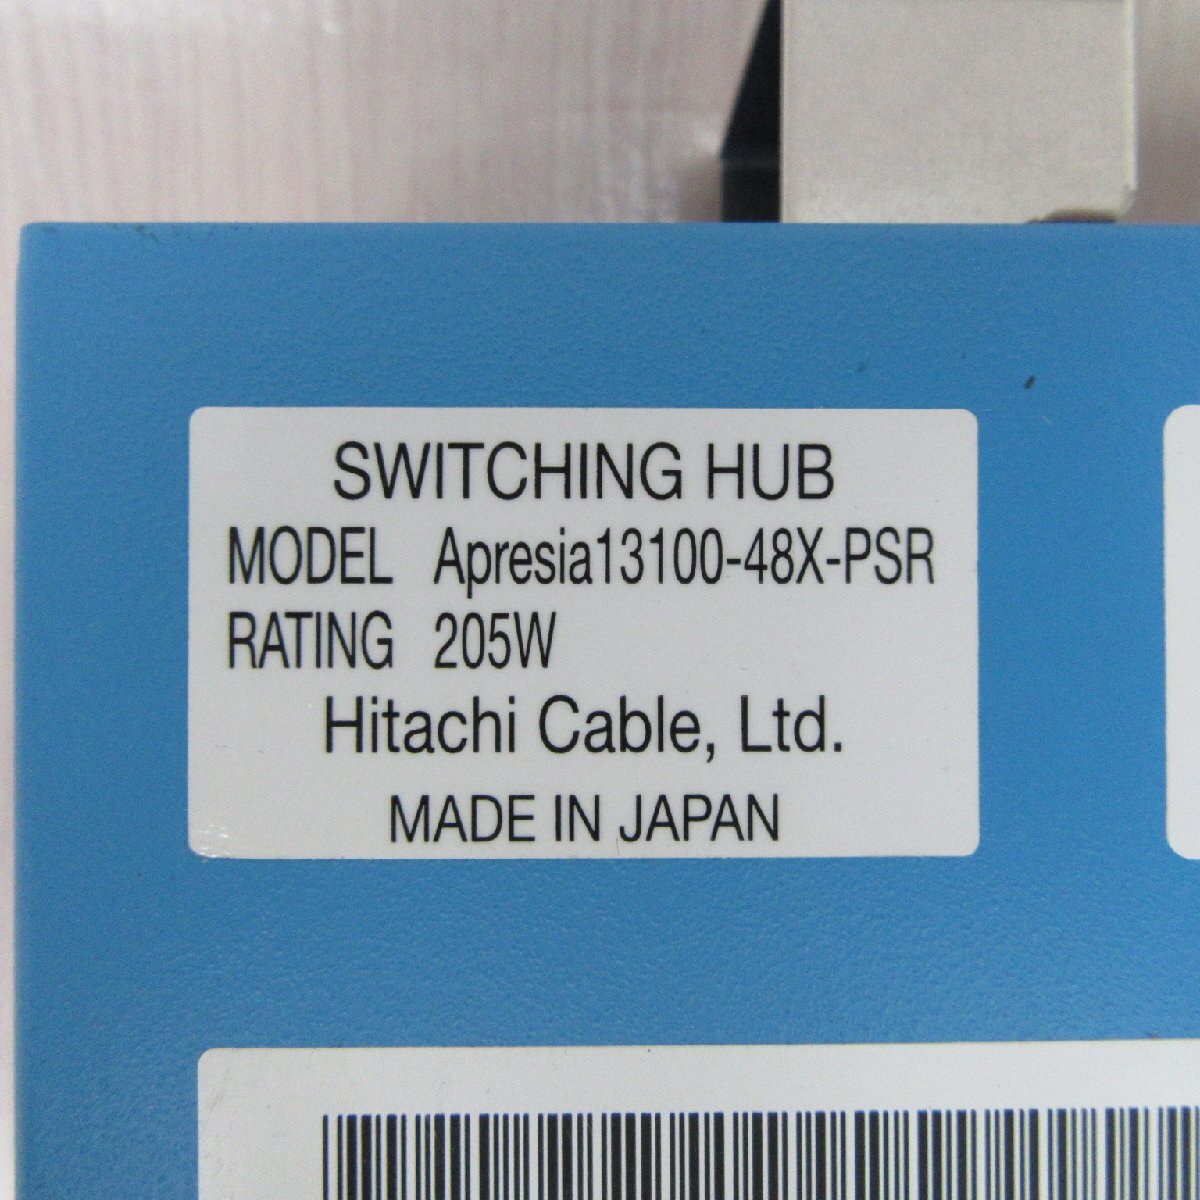 SWITCHING HUB
MODEL Apresia13100-48X-PSR
RATING 205W
Hitachi Cable, Ltd.
MADE IN JAPAN